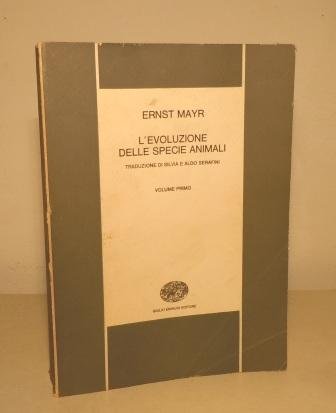 ERNST MAYR
L'EVOLUZIONE
DELLE SPECIE ANIMALI
TRADUZIONE DI SILVIA E ALDO SERAFINI
VOLUME PRIMO
GIULIO EINAUDI EDITORE